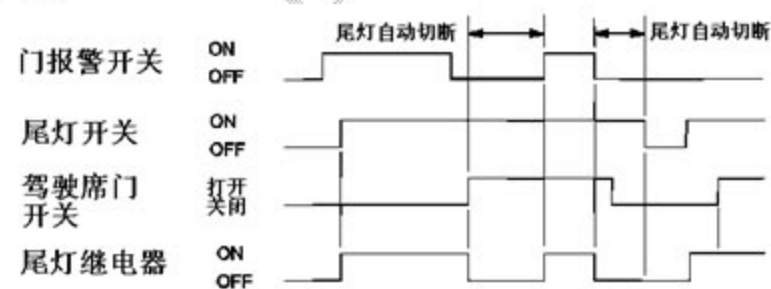 尾灯自动切断 尾灯自动切断
门报警开关 ON
OFF
尾灯开关 ON
OFF
驾驶席门 打开
开关 关闭
尾灯继电器 ON
OFF